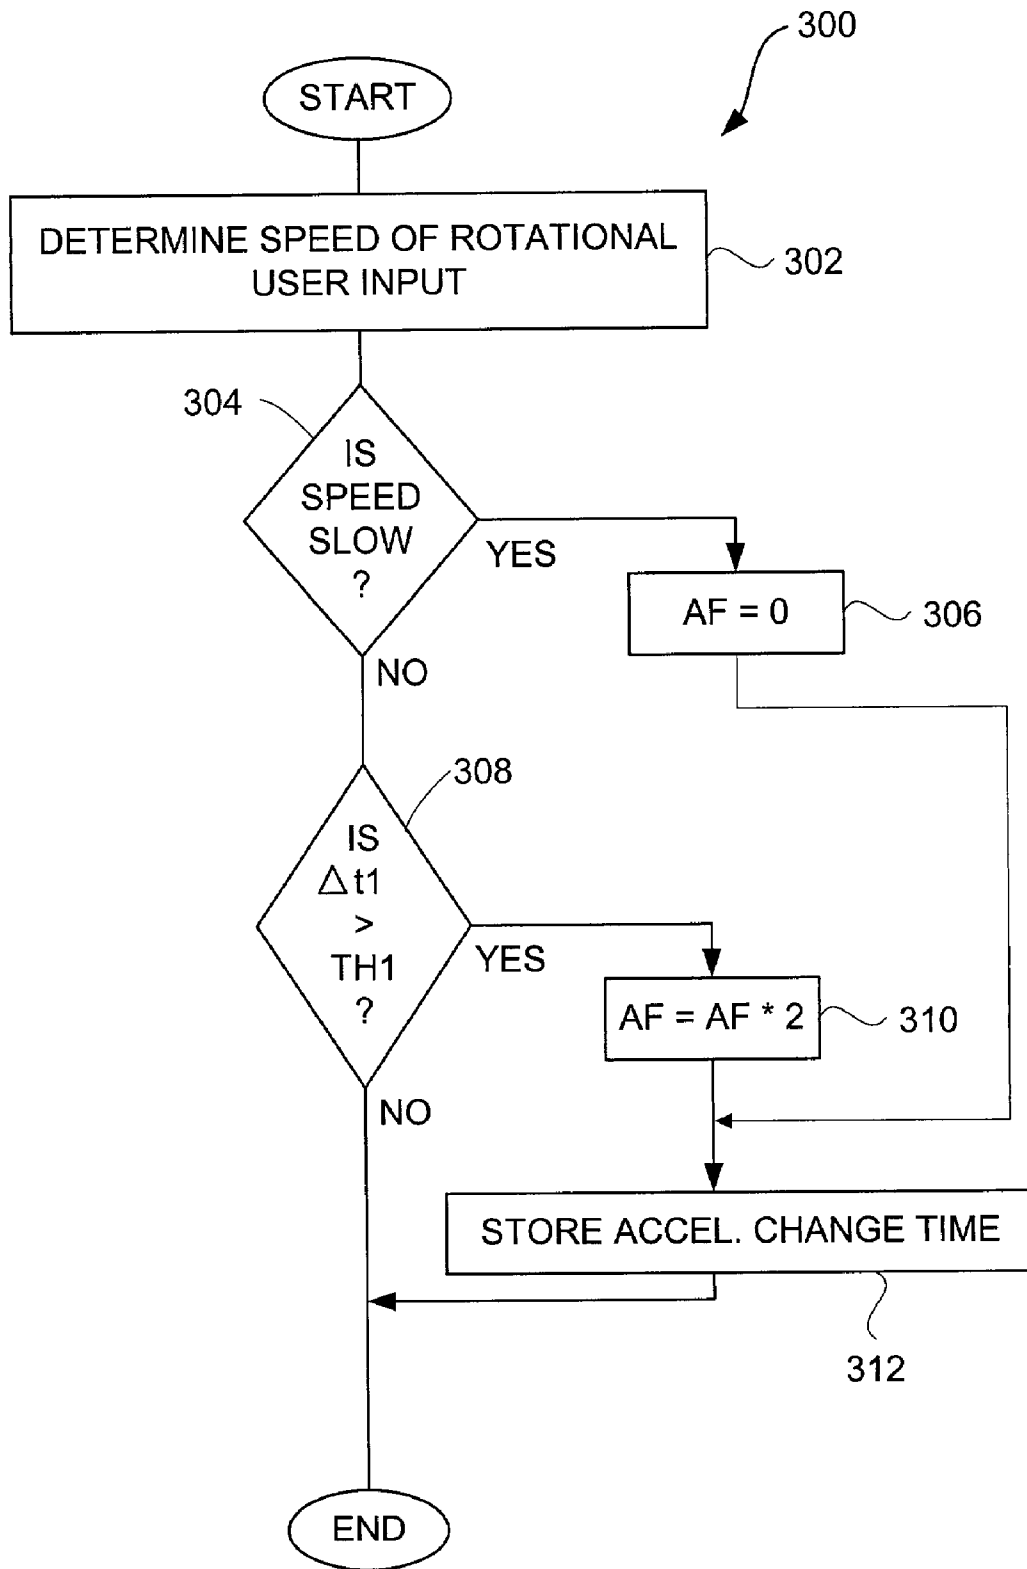 300
START
DETERMINE SPEED OF ROTATIONAL
USER INPUT
302
304
IS
SPEED
SLOW
?
YES
AF = 0
306
NO
308
IS
△t1
>
TH1
?
YES
AF = AF * 2
310
NO
STORE ACCEL. CHANGE TIME
312
END